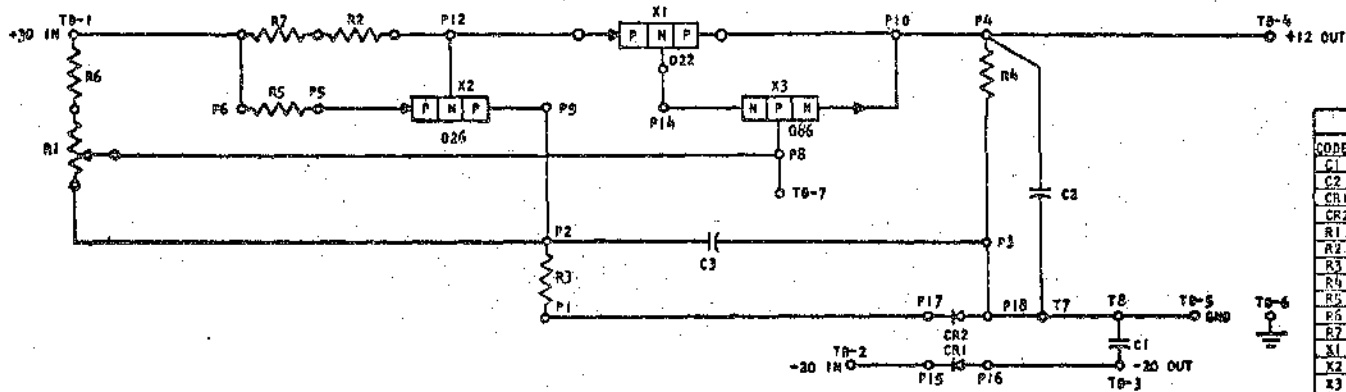 +30 IN TB-1 R7 R2 P12 X1 P10 P4 TB-4 +12 OUT
P N P
022
R6 R4
P6 R5 P5 X2 P9 P14 X3
P N P N P N
026 086
R1 P8
TB-7
C2
P2 C3 P3
R3
P1 P17 P18 T7 T8 TB-5 GND TB-6
CR2
-20 IN TB-2 CR1 C1 -20 OUT
P15 P16 TB-3
CODE
C1
C2
CR1
CR2
R1
R2
R3
R4
R5
R6
R7
X1
X2
X3